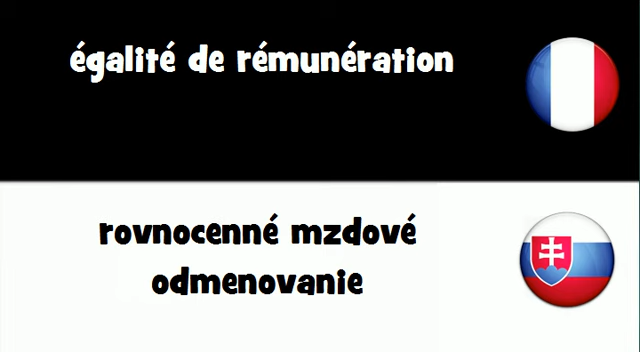 égalité de rémunération
rovnocenné mzdové
odmenovanie